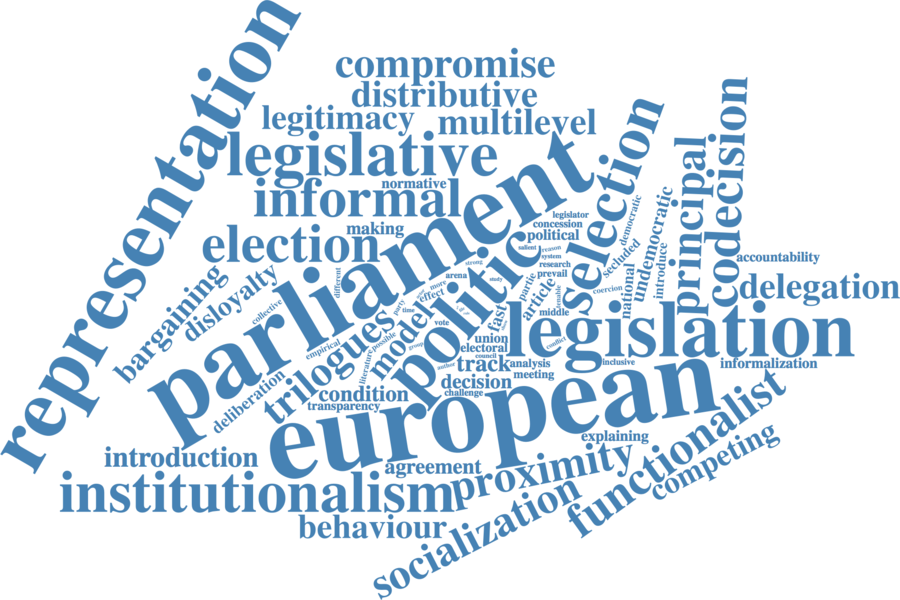 representation
compromise
distributive
legitimacy
multilevel
legislative
normative
informal
making
election
parliament
selection
principal
codecision
legislator
concession
political
democratic
secluded
undemocratic
introduce
national
accountability
delegation
bargaining
disloyalty
collective
different
politic
strong
salient
reason
system
research
prevail
arena
study
more
effect
partie
article
coercion
middle
party
time
model
vote
fast
trilogues
possible
empirical
literature
group
union
electoral
council
conflict
legislation
author
track
analysis
inclusive
informalization
meeting
decision
challenge
deliberation
condition
transparency
european
functionalist
explaining
competing
introduction
agreement
proximity
institutionalism
behaviour
socialization